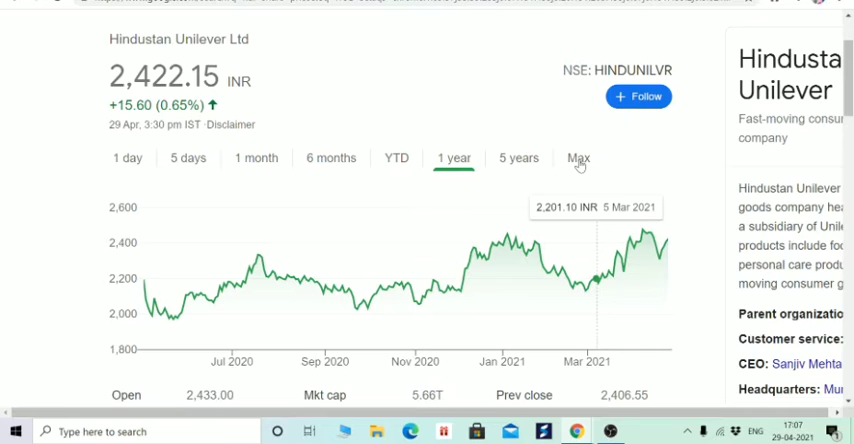 Hindustan Unilever Ltd
2,422.15 INR
+15.60 (0.65%)
29 Apr, 3:30 pm IST · Disclaimer
NSE: HINDUNILVR
+ Follow
1 day 5 days 1 month 6 months YTD 1 year 5 years Max
2,201.10 INR 5 Mar 2021
2,600
2,400
2,200
2,000
1,800
Jul 2020 Sep 2020 Nov 2020 Jan 2021 Mar 2021
Open 2,433.00 Mkt cap 5.66T Prev close 2,406.55
Hindusta
Unilever
Fast-moving consu
company
Hindustan Unilever
goods company hea
a subsidiary of Unile
products include foo
personal care produ
moving consumer g
Parent organizatio
Customer service:
CEO: Sanjiv Mehta
Headquarters: Mur
Type here to search
ENG
17:07
29-04-2021